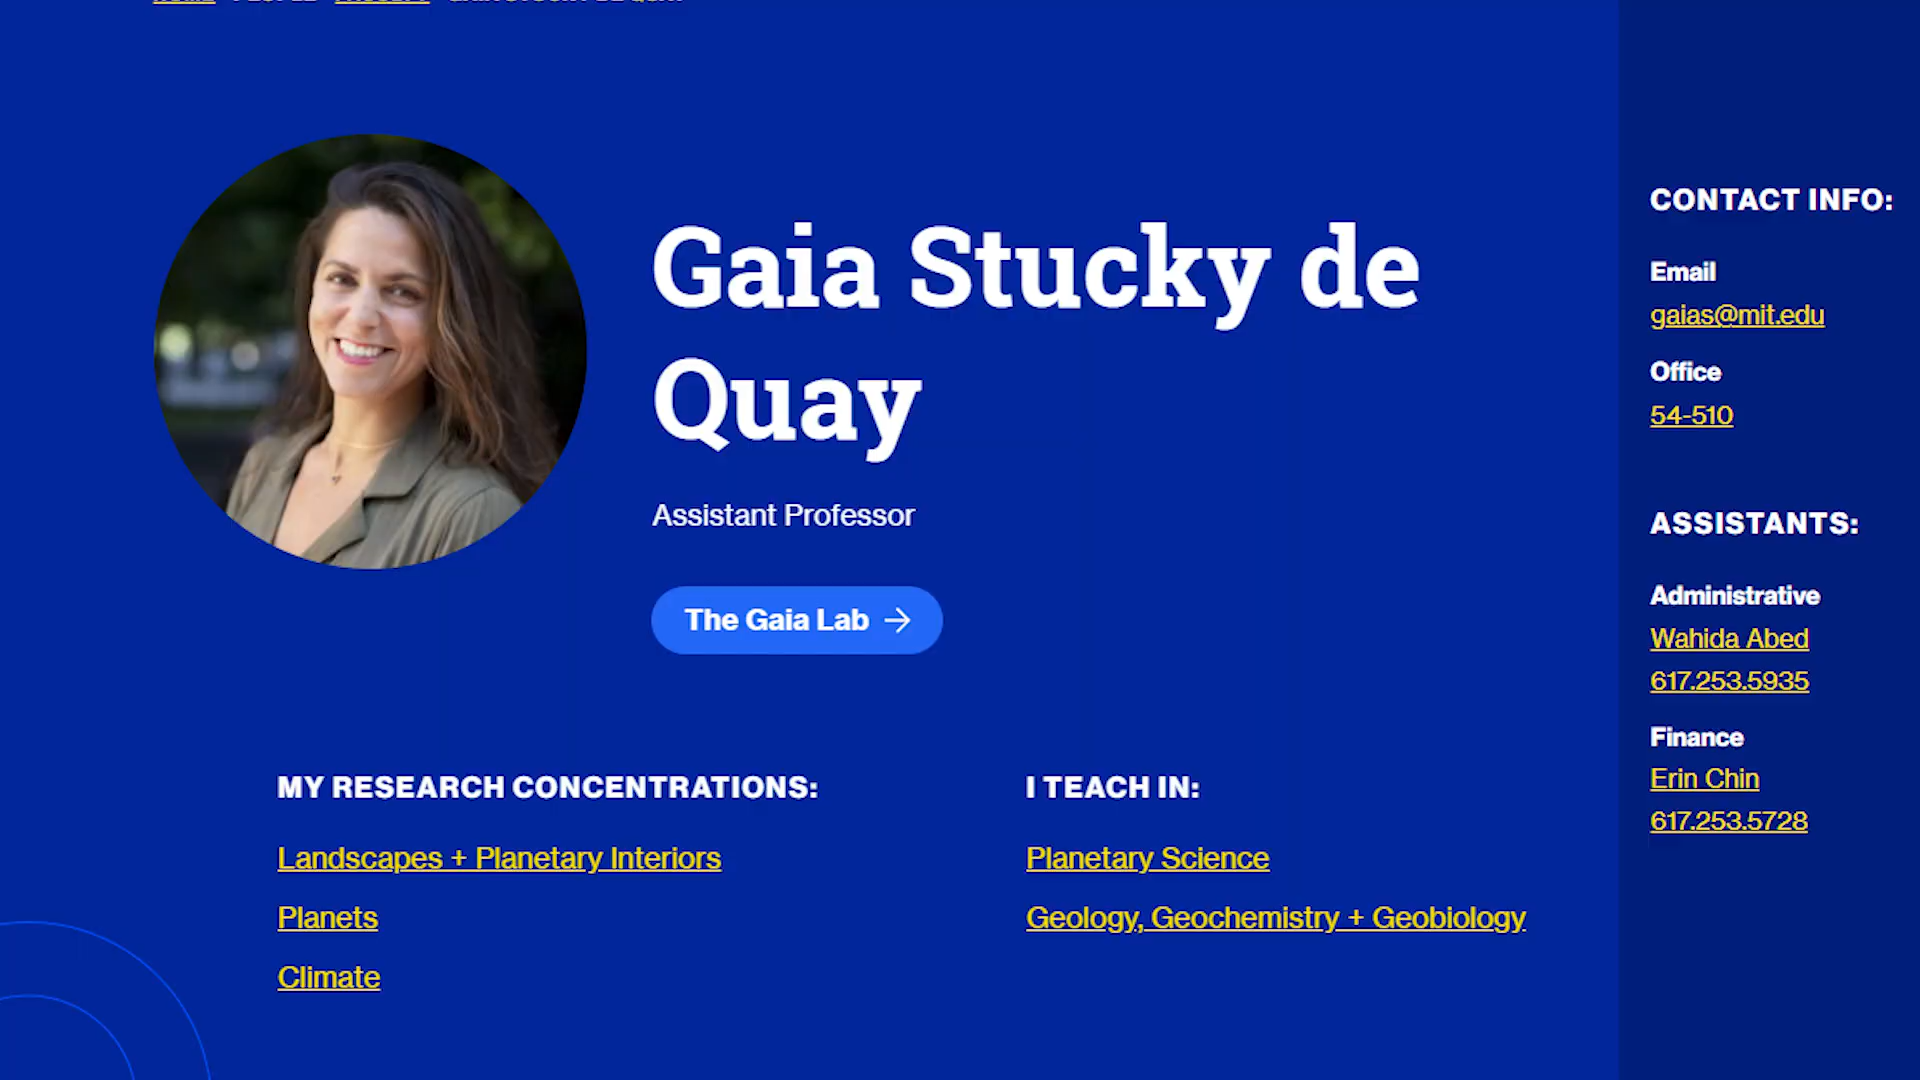 Gaia Stucky de
Quay
Assistant Professor
The Gaia Lab →
MY RESEARCH CONCENTRATIONS:
Landscapes + Planetary Interiors
Planets
Climate
I TEACH IN:
Planetary Science
Geology, Geochemistry + Geobiology
CONTACT INFO:
Email
gaias@mit.edu
Office
54-510
ASSISTANTS:
Administrative
Wahida Abed
617.253.5935
Finance
Erin Chin
617.253.5728